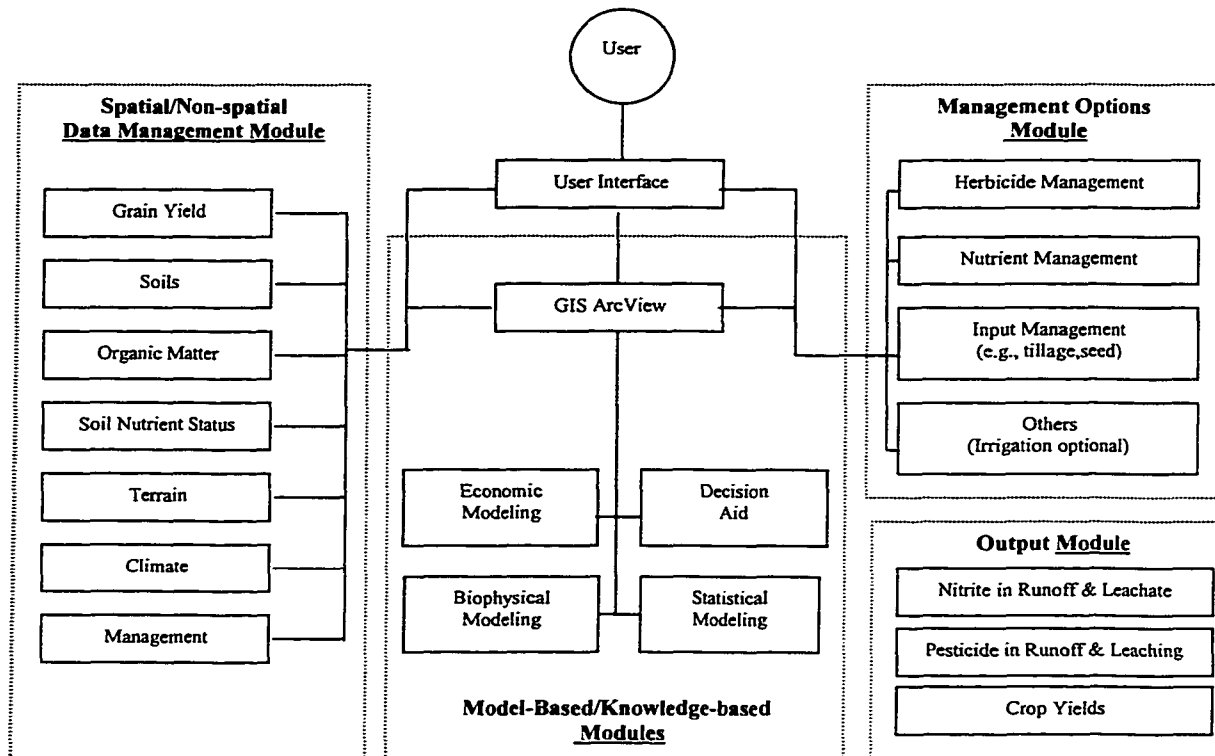 User
Spatial/Non-spatial
Data Management Module
Grain Yield
Soils
Organic Matter
Soil Nutrient Status
Terrain
Climate
Management
User Interface
GIS ArcView
Economic
Modeling
Decision
Aid
Biophysical
Modeling
Statistical
Modeling
Model-Based/Knowledge-based
Modules
Management Options
Module
Herbicide Management
Nutrient Management
Input Management
(e.g., tillage,seed)
Others
(Irrigation optional)
Output Module
Nitrite in Runoff & Leachate
Pesticide in Runoff & Leaching
Crop Yields